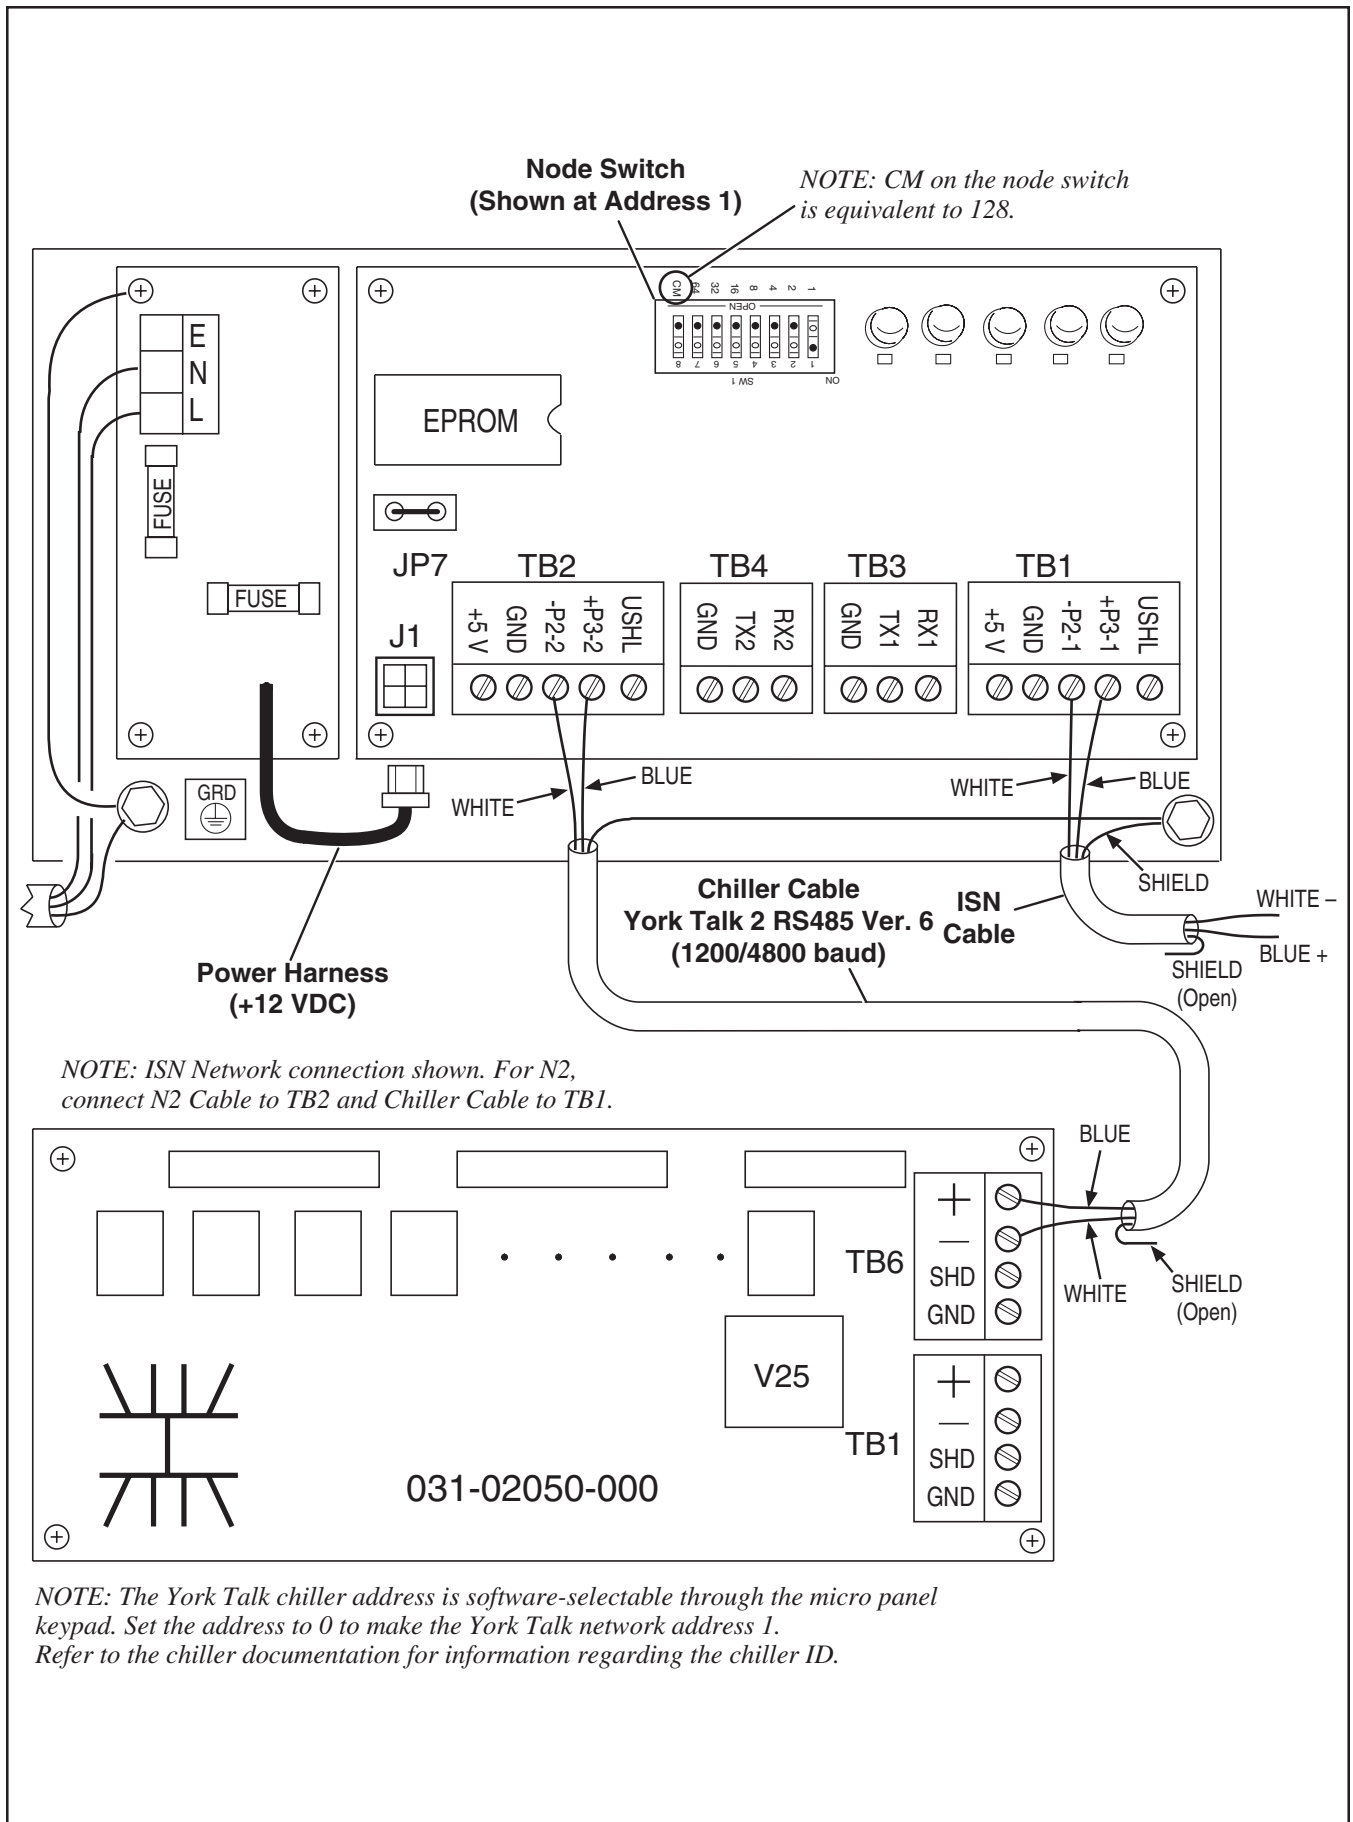 Node Switch
(Shown at Address 1)
NOTE: CM on the node switch
is equivalent to 128.
CM 64 32 16 8 4 2 1
OPEN
8 7 6 5 4 3 2 1
SW 1
ON
E
N
L
FUSE
FUSE
EPROM
JP7
J1
TB2
+5 V
GND
-P2-2
+P3-2
USHL
TB4
GND
TX2
RX2
TB3
GND
TX1
RX1
TB1
+5 V
GND
-P2-1
+P3-1
USHL
GRD
WHITE
BLUE
WHITE
BLUE
SHIELD
Chiller Cable
York Talk 2 RS485 Ver. 6
(1200/4800 baud)
ISN
Cable
WHITE –
BLUE +
SHIELD
(Open)
Power Harness
(+12 VDC)
NOTE: ISN Network connection shown. For N2,
connect N2 Cable to TB2 and Chiller Cable to TB1.
BLUE
WHITE
SHIELD
(Open)
TB6
+
–
SHD
GND
V25
TB1
+
–
SHD
GND
031-02050-000
NOTE: The York Talk chiller address is software-selectable through the micro panel
keypad. Set the address to 0 to make the York Talk network address 1.
Refer to the chiller documentation for information regarding the chiller ID.